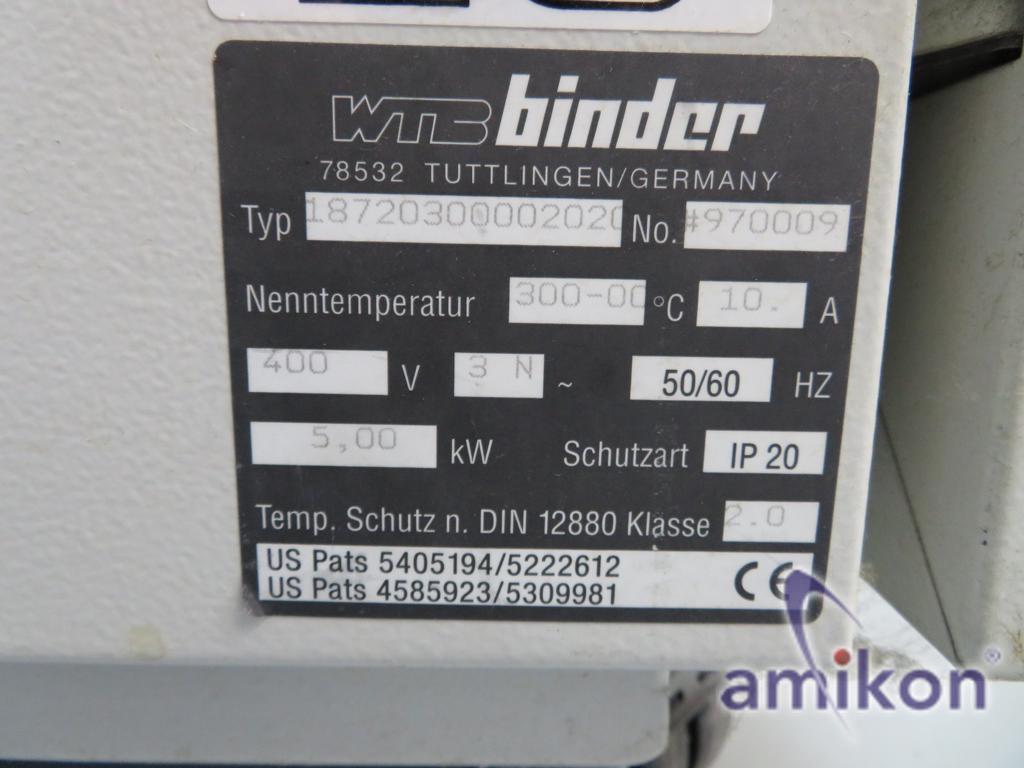 WTB binder
78532 TUTTLINGEN/GERMANY
Typ 18720300002020 No. #970009
Nenntemperatur 300-00 °C 10. A
400 V 3 N ~ 50/60 HZ
5,00 kW Schutzart IP 20
Temp. Schutz n. DIN 12880 Klasse 2.0
US Pats 5405194/5222612
US Pats 4585923/5309981
CE
amikon®